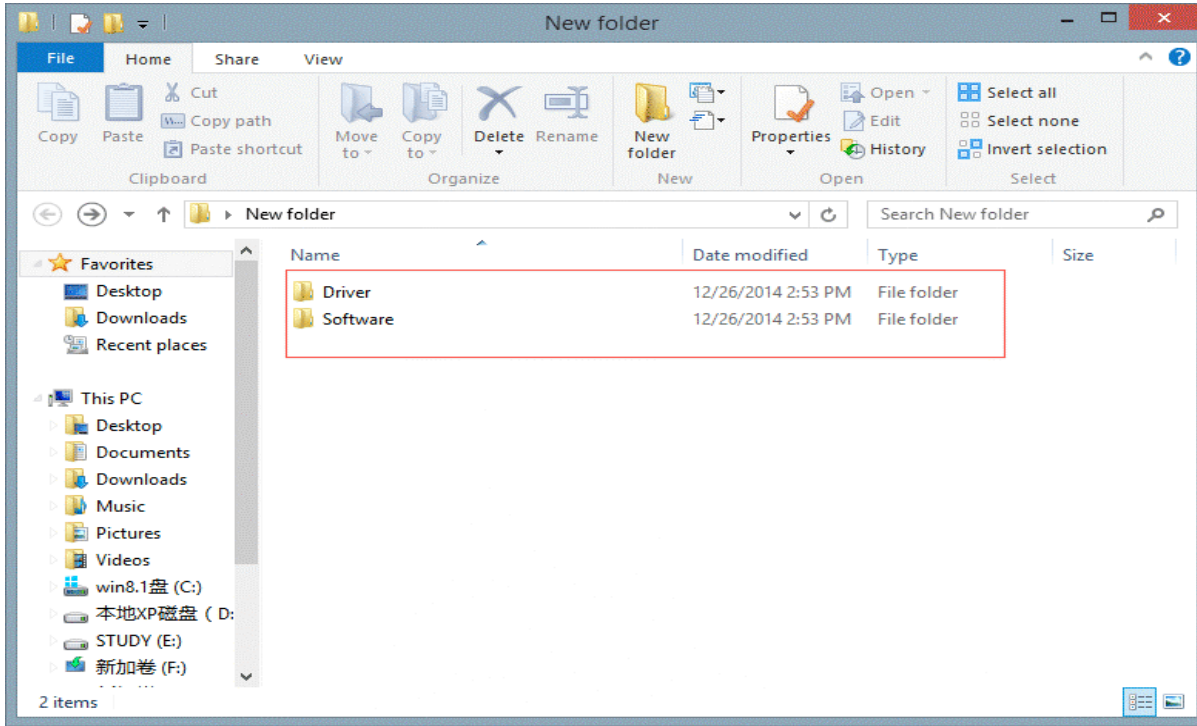 New folder
File Home Share View
Copy
Paste
Cut
Copy path
Paste shortcut
Clipboard
Move to
Copy to
Delete
Rename
Organize
New folder
New
Properties
Open
Edit
History
Open
Select all
Select none
Invert selection
Select
New folder
Search New folder
Favorites
Desktop
Downloads
Recent places
This PC
Desktop
Documents
Downloads
Music
Pictures
Videos
win8.1盘 (C:)
本地XP磁盘 ( D:
STUDY (E:)
新加卷 (F:)
Name Date modified Type Size
Driver 12/26/2014 2:53 PM File folder
Software 12/26/2014 2:53 PM File folder
2 items